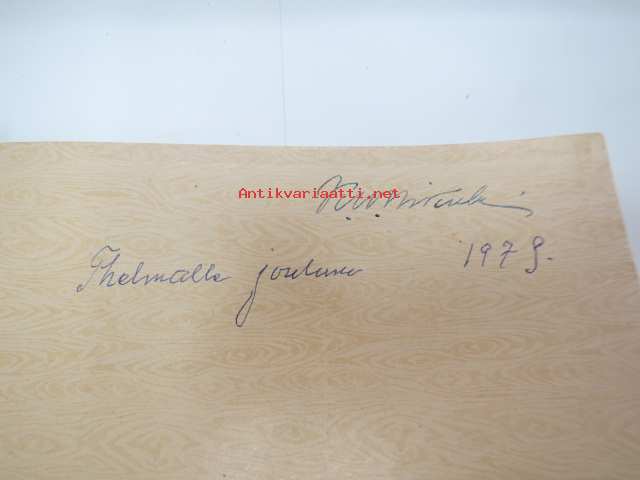 Antikvariaatti.net
Thelmalle jouluna 1979.